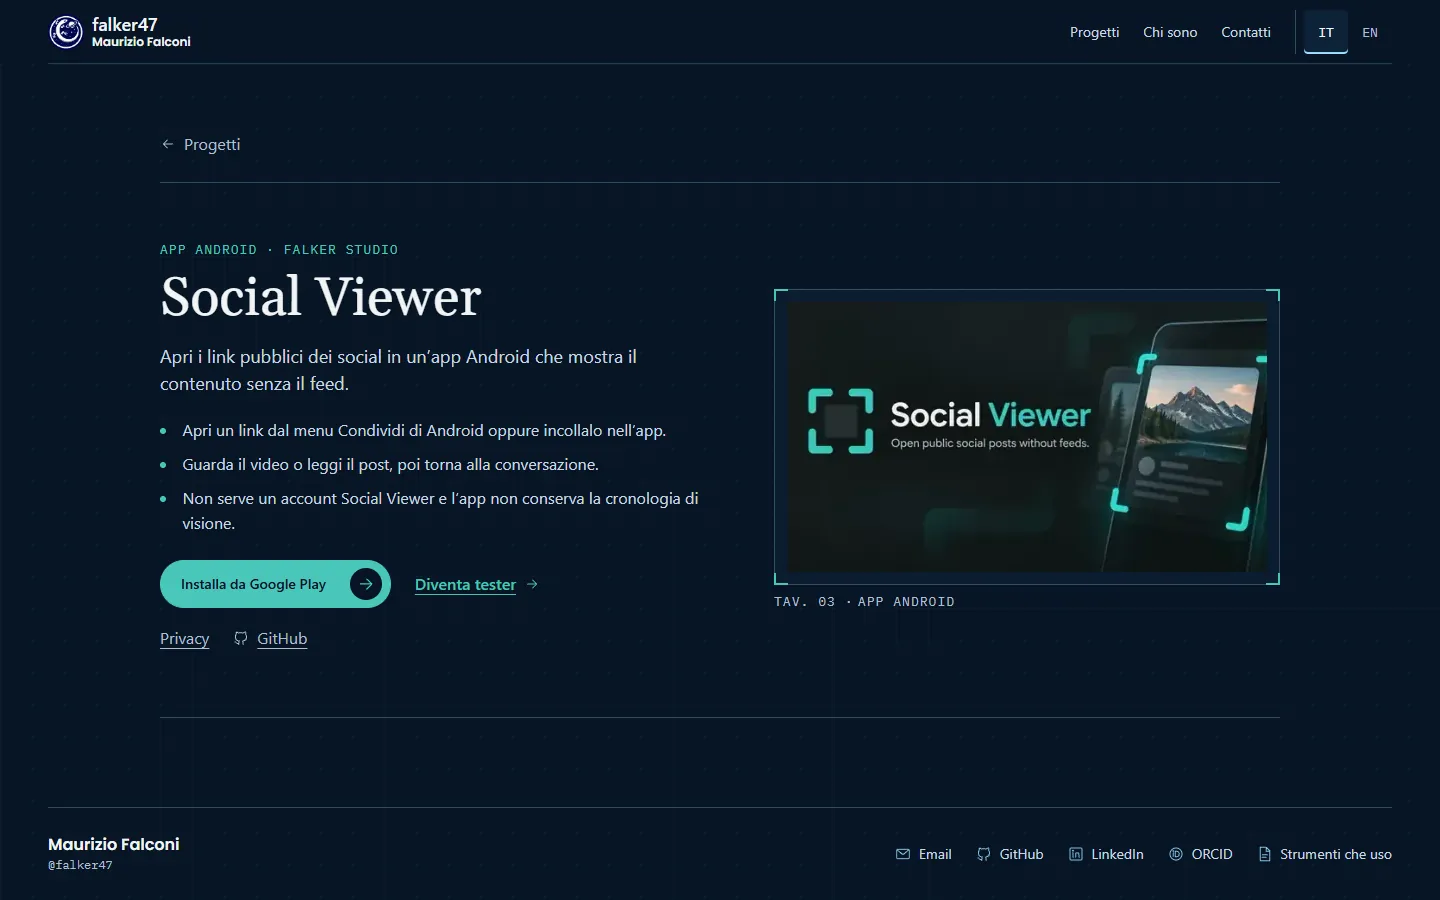 falker47
Maurizio Falconi
Progetti
Chi sono
Contatti
IT
EN
← Progetti
APP ANDROID · FALKER STUDIO
Social Viewer
Apri i link pubblici dei social in un’app Android che mostra il
contenuto senza il feed.
Apri un link dal menu Condividi di Android oppure incollalo nell’app.
Guarda il video o leggi il post, poi torna alla conversazione.
Non serve un account Social Viewer e l’app non conserva la cronologia di
visione.
Installa da Google Play →
Diventa tester →
Privacy
GitHub
Social Viewer
Open public social posts without feeds.
TAV. 03 · APP ANDROID
Maurizio Falconi
@falker47
Email
GitHub
LinkedIn
ORCID
Strumenti che uso